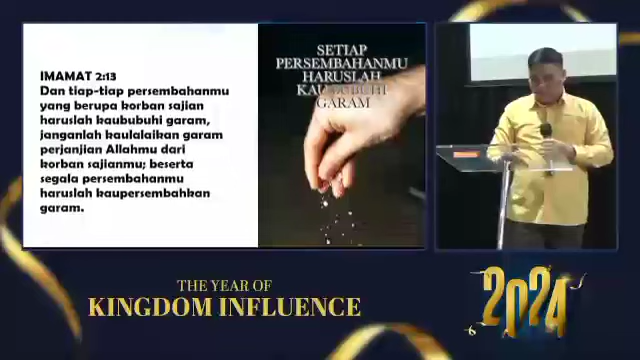 IMAMAT 2:13
Dan tiap-tiap persembahanmu
yang berupa korban sajian
haruslah kaububuhi garam,
janganlah kaulalaikan garam
perjanjian Allahmu dari
korban sajianmu; beserta
segala persembahanmu
haruslah kaupersembahkan
garam.
SETIAP
PERSEMBAHANMU
HARUSLAH
KAUBUBUHI
GARAM
THE YEAR OF
KINGDOM INFLUENCE
2024